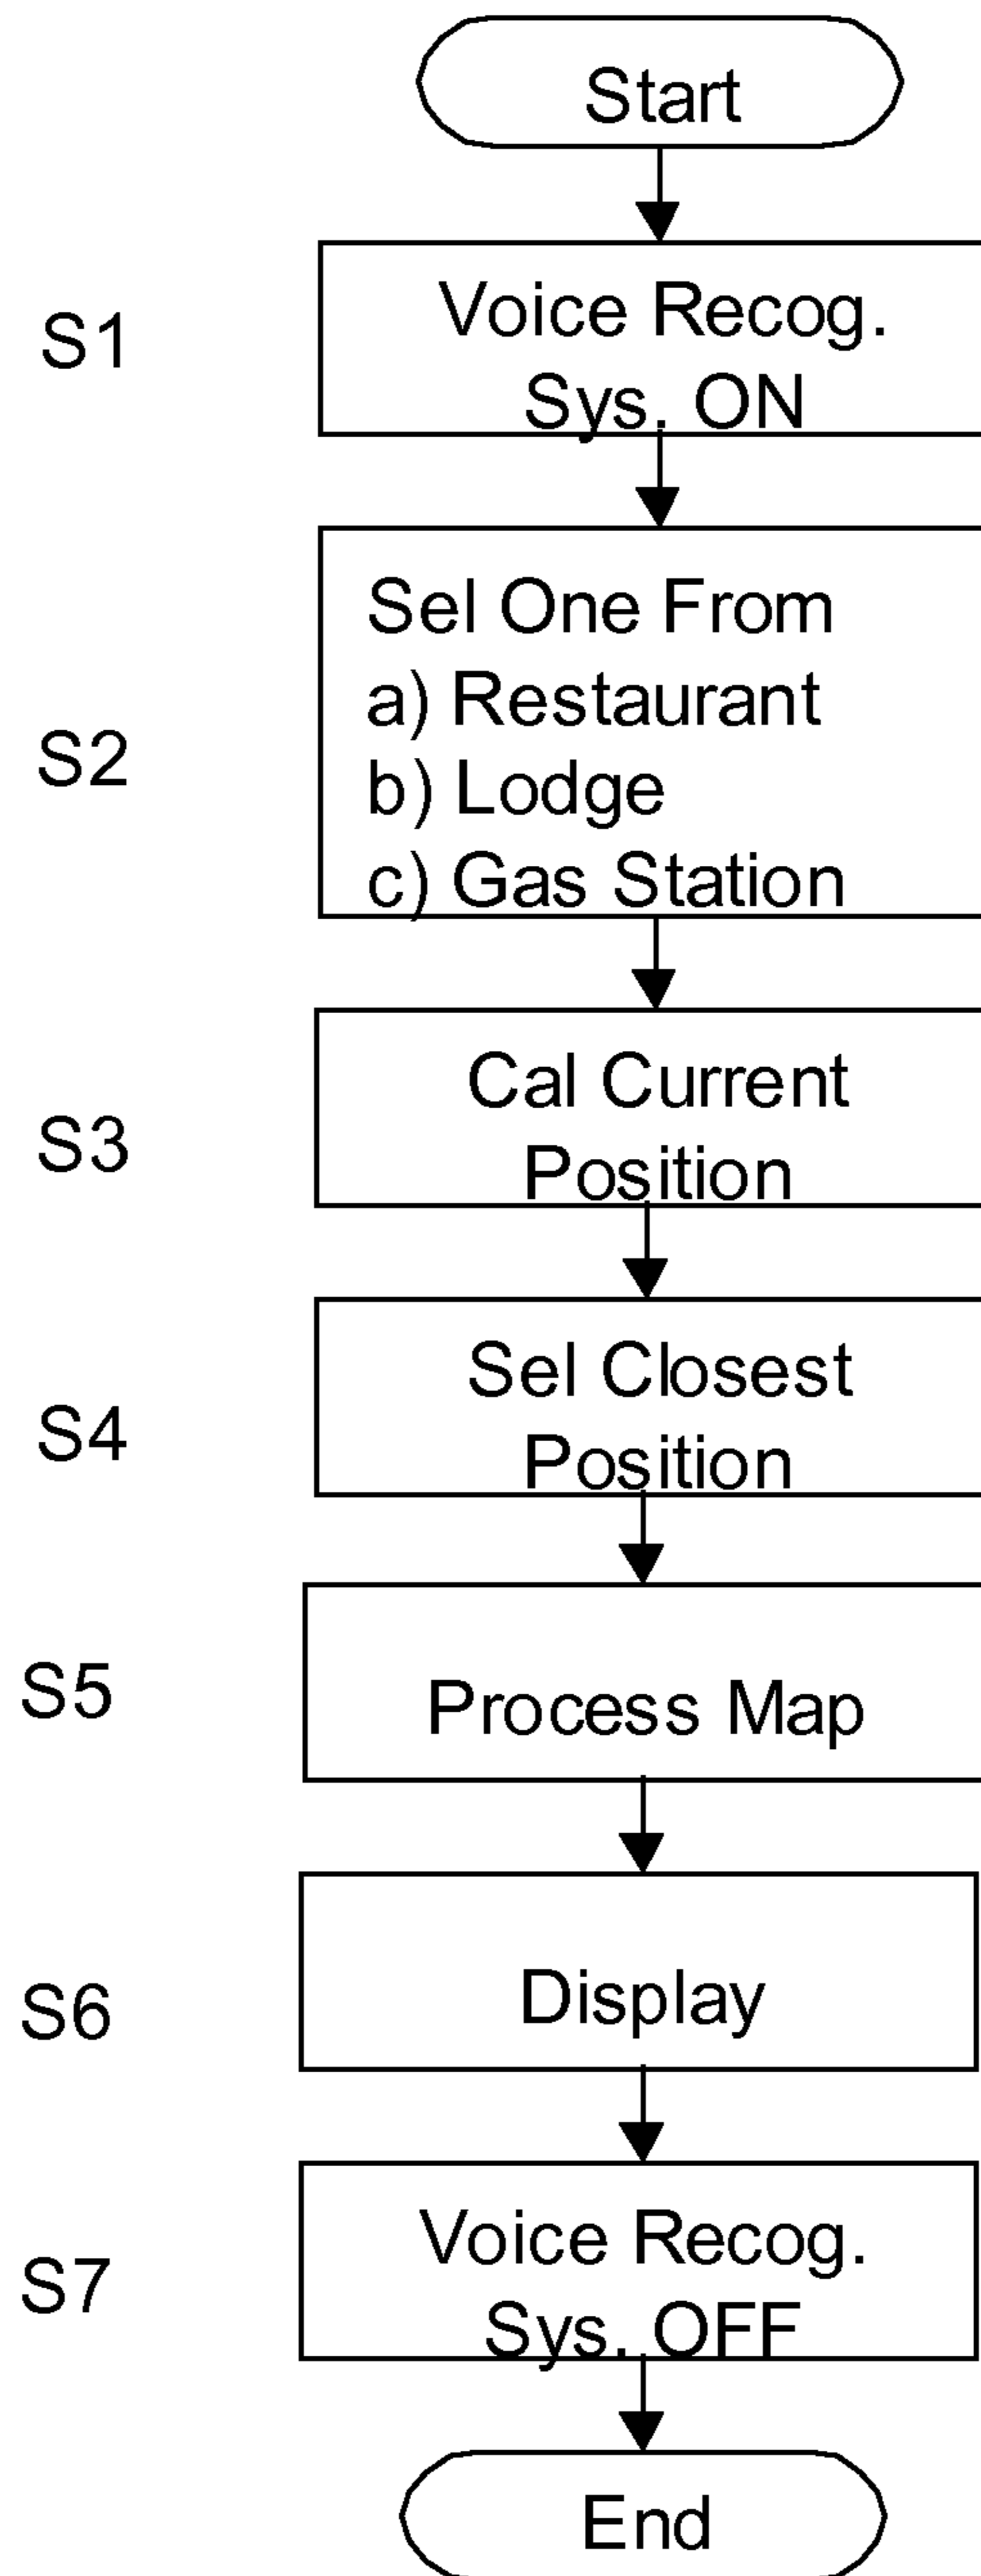 Start
S1
Voice Recog.
Sys. ON
S2
Sel One From
a) Restaurant
b) Lodge
c) Gas Station
S3
Cal Current
Position
S4
Sel Closest
Position
S5
Process Map
S6
Display
S7
Voice Recog.
Sys. OFF
End